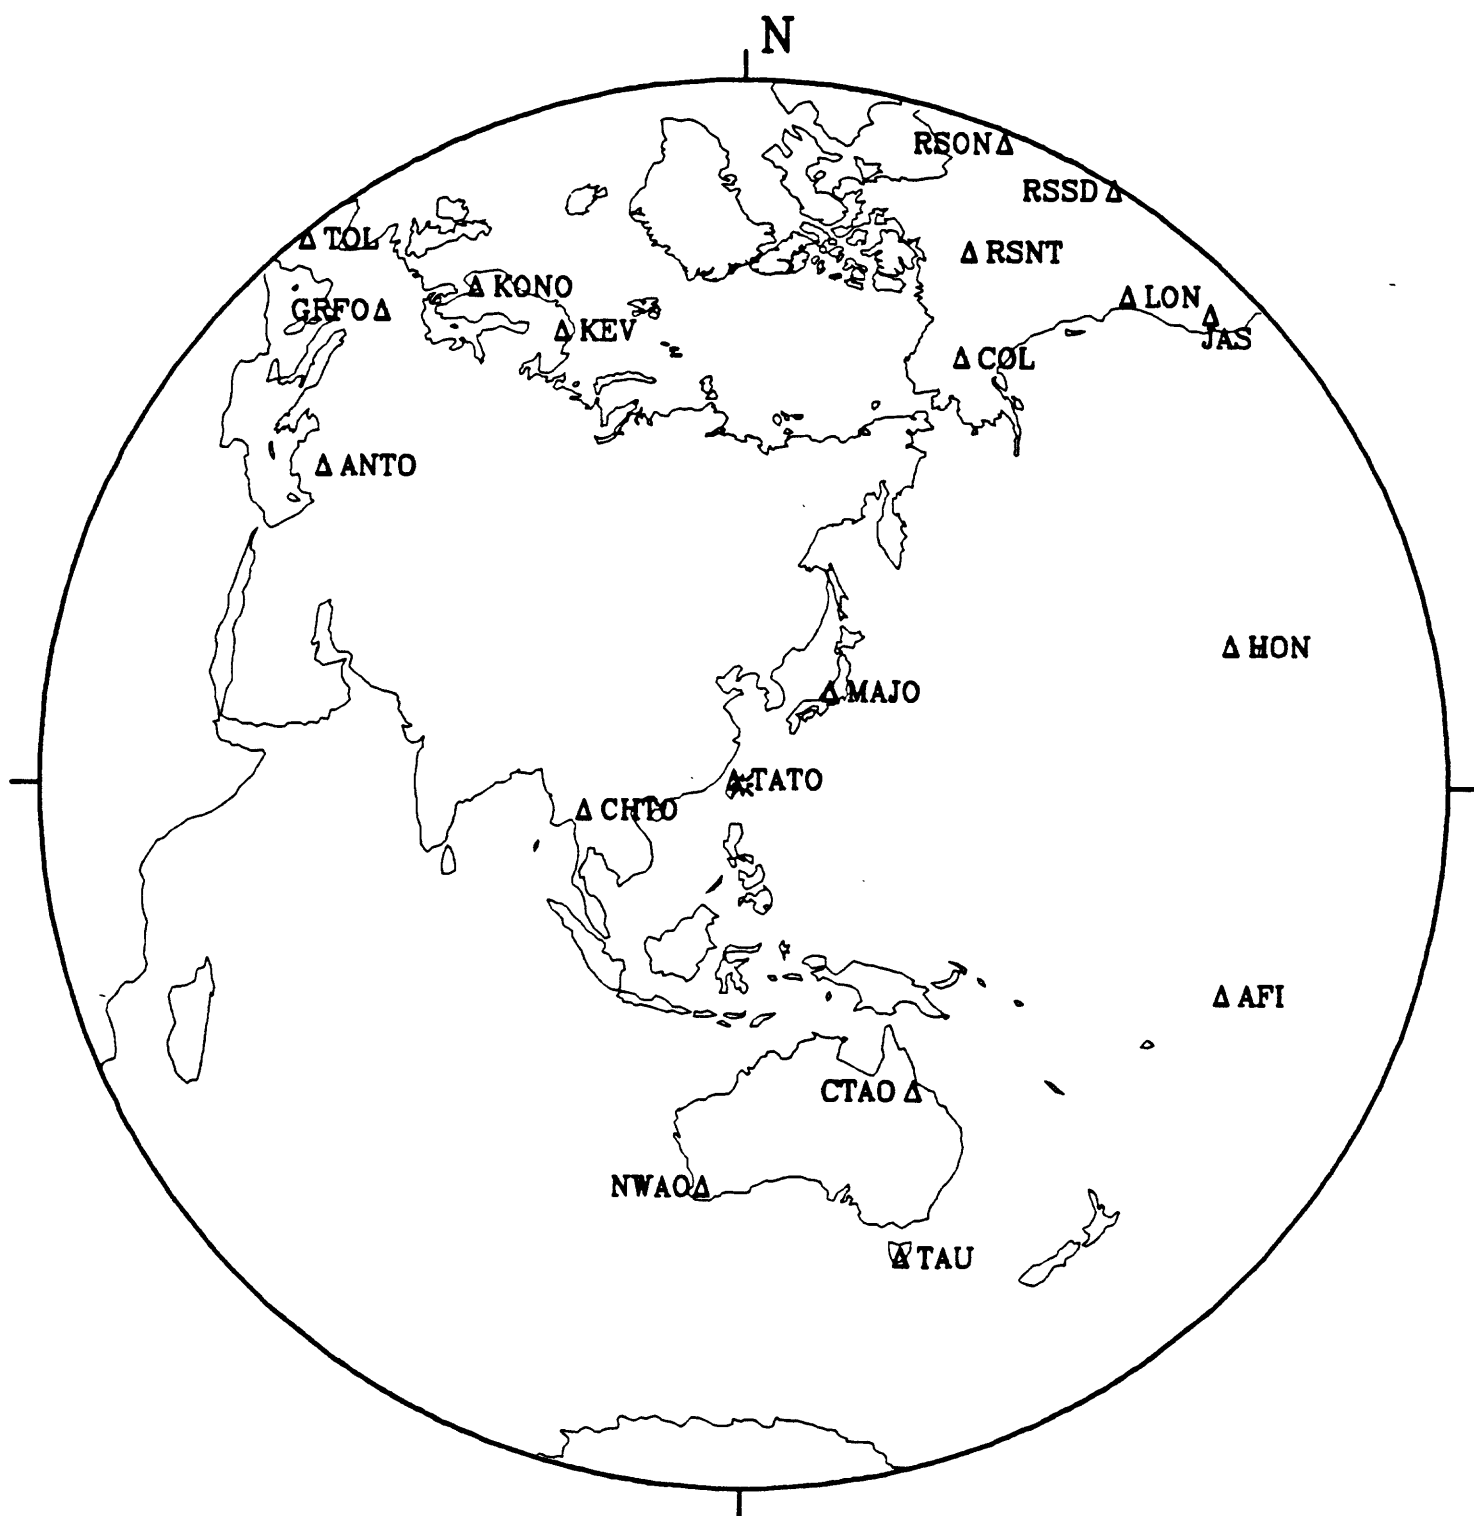 N
RSON
RSSD
TOL
RSNT
KONO
GRFO
LON
KEV
JAS
COL
ANTO
HON
MAJO
TATO
CHTO
AFI
CTAO
NWAO
TAU